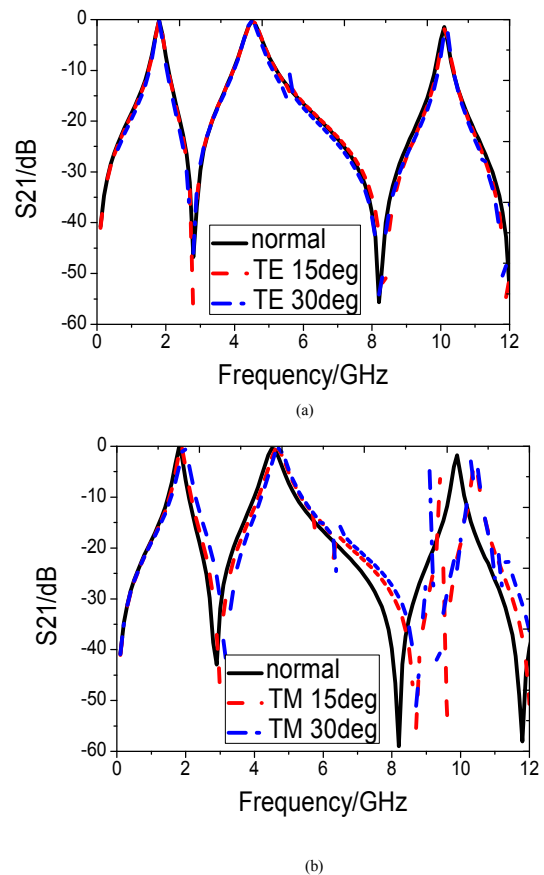 S21/dB
0
-10
-20
-30
-40
-50
-60
normal
TE 15deg
TE 30deg
0 2 4 6 8 10 12
Frequency/GHz
(a)
S21/dB
0
-10
-20
-30
-40
-50
-60
normal
TM 15deg
TM 30deg
0 2 4 6 8 10 12
Frequency/GHz
(b)